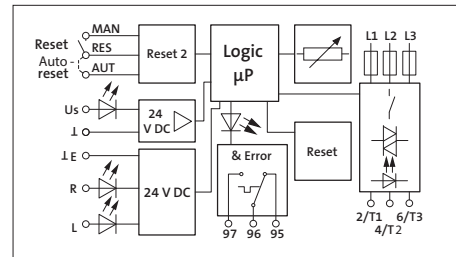 Reset
Auto-
reset
MAN
RES
AUT
Reset 2
Logic
µP
L1 L2 L3
Us
⊥
24
V DC
⊥E
R
L
24 V DC
& Error
97 96 95
Reset
2/T1 6/T3
4/T2